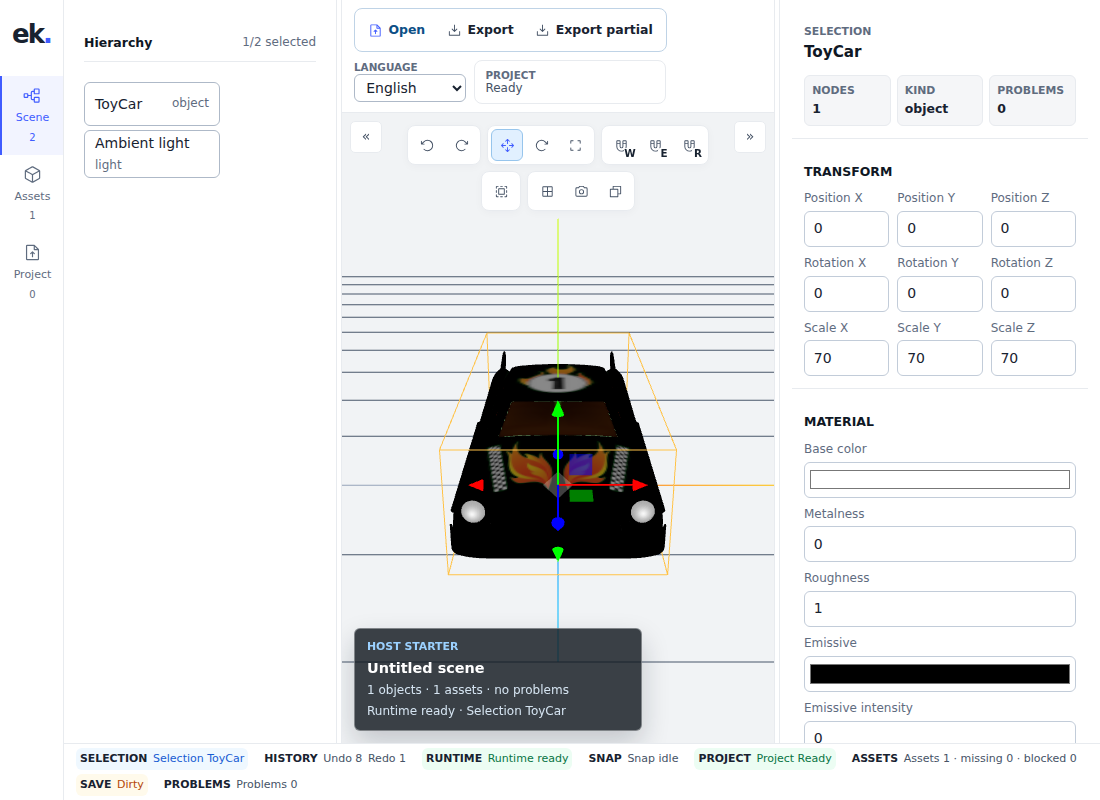 ek.
Scene
2
Assets
1
Project
0
Hierarchy
1/2 selected
ToyCar
object
Ambient light
light
Open
Export
Export partial
LANGUAGE
English
PROJECT
Ready
«
»
W
E
R
1
HOST STARTER
Untitled scene
1 objects · 1 assets · no problems
Runtime ready · Selection ToyCar
SELECTION
ToyCar
NODES
1
KIND
object
PROBLEMS
0
TRANSFORM
Position X
Position Y
Position Z
0
0
0
Rotation X
Rotation Y
Rotation Z
0
0
0
Scale X
Scale Y
Scale Z
70
70
70
MATERIAL
Base color
Metalness
0
Roughness
1
Emissive
Emissive intensity
0
SELECTION Selection ToyCar
HISTORY Undo 8 Redo 1
RUNTIME Runtime ready
SNAP Snap idle
PROJECT Project Ready
ASSETS Assets 1 · missing 0 · blocked 0
SAVE Dirty
PROBLEMS Problems 0